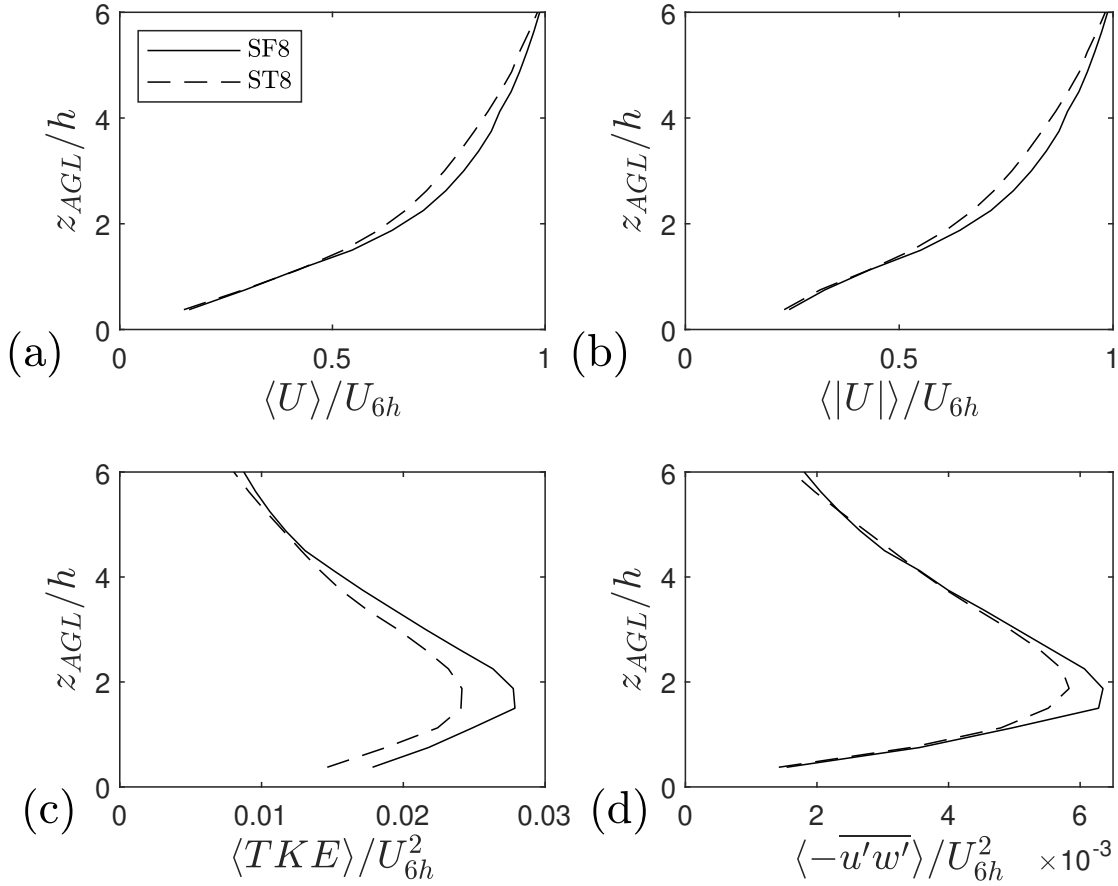 6
4
2
0
z_{AGL}/h
SF8
ST8
0 0.5 1
(a)
⟨U⟩/U_{6h}
6
4
2
0
z_{AGL}/h
0 0.5 1
(b)
⟨|U|⟩/U_{6h}
6
4
2
0
z_{AGL}/h
0 0.01 0.02 0.03
(c)
⟨TKE⟩/U_{6h}^2
6
4
2
0
z_{AGL}/h
2 4 6
(d)
⟨-\overline{u'w'}⟩/U_{6h}^2 ×10^{-3}